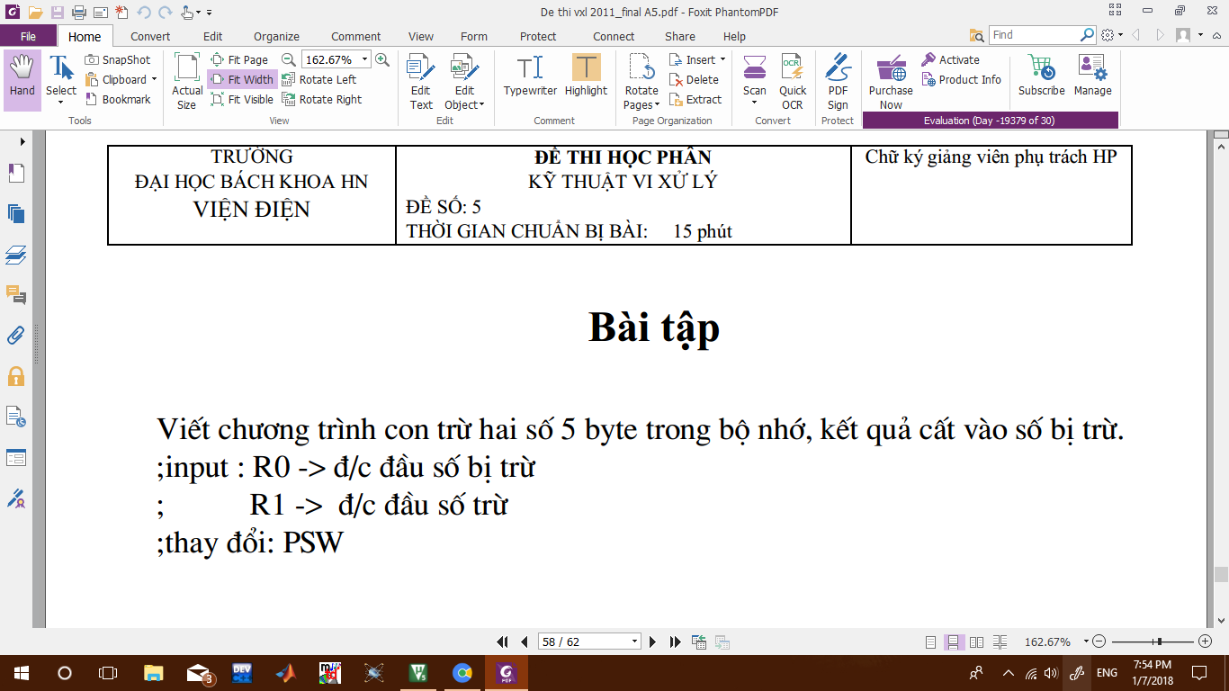 De thi vxl 2011_final A5.pdf - Foxit PhantomPDF
File Home Convert Edit Organize Comment View Form Protect Connect Share Help Find
Hand
Select
SnapShot
Clipboard
Bookmark
Tools
Actual Size
Fit Page
Fit Width
Fit Visible
162.67%
Rotate Left
Rotate Right
View
Edit Text
Edit Object
Edit
Typewriter
Highlight
Comment
Rotate Pages
Insert
Delete
Extract
Page Organization
Scan
Quick OCR
Convert
PDF Sign
Protect
Purchase Now
Activate
Product Info
Subscribe
Manage
Evaluation (Day -19379 of 30)
TRƯỜNG
ĐẠI HỌC BÁCH KHOA HN
VIỆN ĐIỆN
ĐỀ THI HỌC PHẦN
KỸ THUẬT VI XỬ LÝ
ĐỀ SỐ: 5
THỜI GIAN CHUẨN BỊ BÀI: 15 phút
Chữ ký giảng viên phụ trách HP
Bài tập
Viết chương trình con trừ hai số 5 byte trong bộ nhớ, kết quả cất vào số bị trừ.
;input : R0 -> đ/c đầu số bị trừ
; R1 -> đ/c đầu số trừ
;thay đổi: PSW
58 / 62
162.67%
DEV
3
PDF
ENG
7:54 PM
1/7/2018